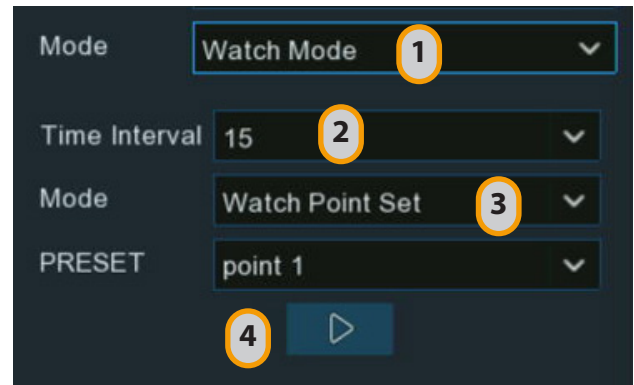 Mode Watch Mode 1
Time Interval 15 2
Mode Watch Point Set 3
PRESET point 1
4